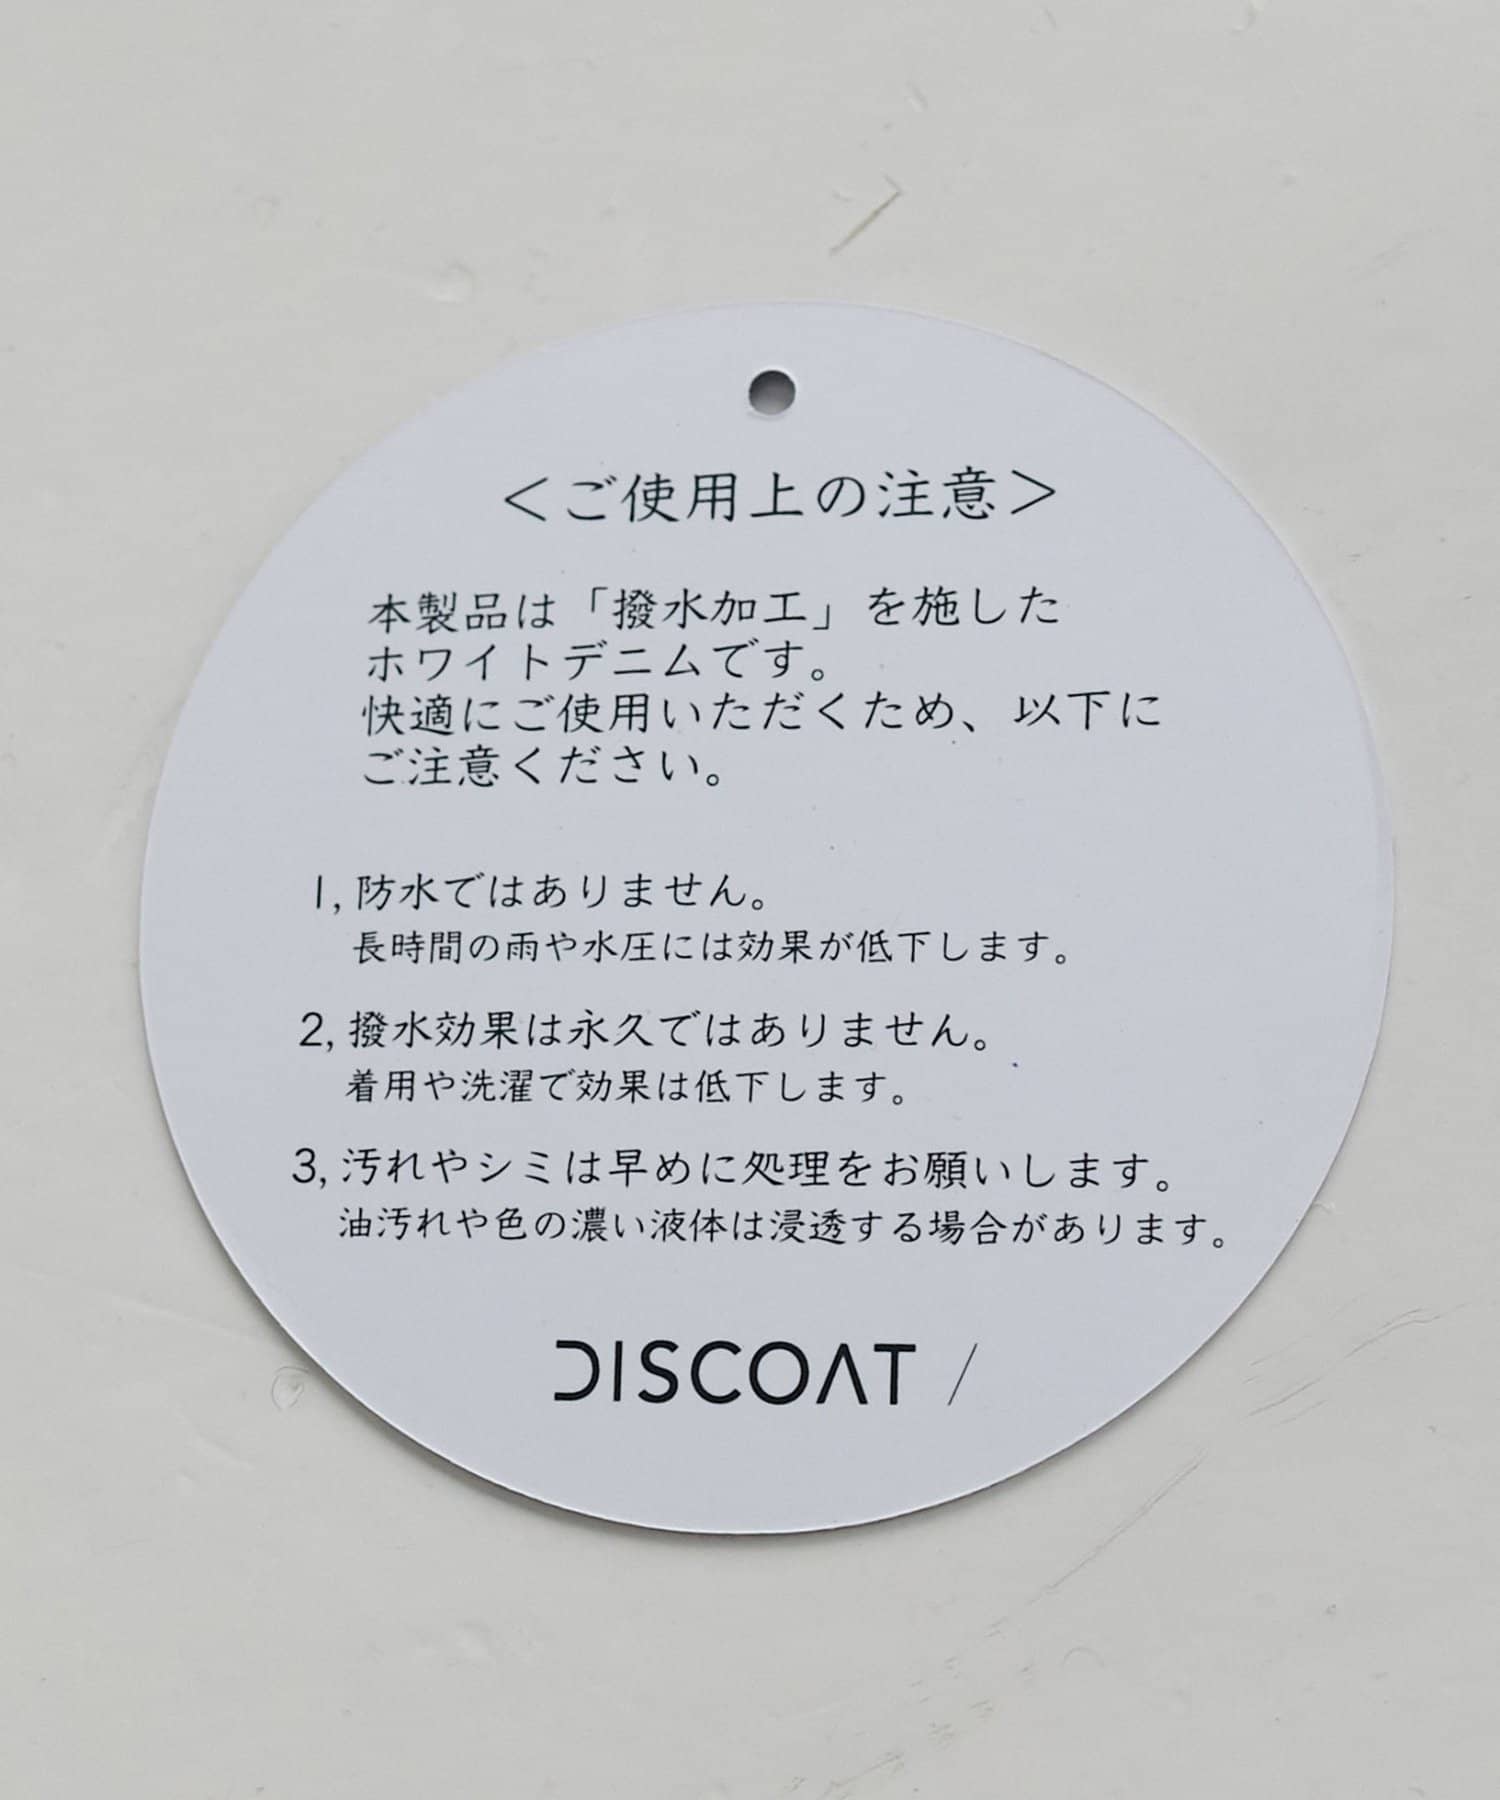 ＜ご使用上の注意＞
本製品は「撥水加工」を施した
ホワイトデニムです。
快適にご使用いただくため、以下に
ご注意ください。
1, 防水ではありません。
長時間の雨や水圧には効果が低下します。
2, 撥水効果は永久ではありません。
着用や洗濯で効果は低下します。
3, 汚れやシミは早めに処理をお願いします。
油汚れや色の濃い液体は浸透する場合があります。
DISCOAT /